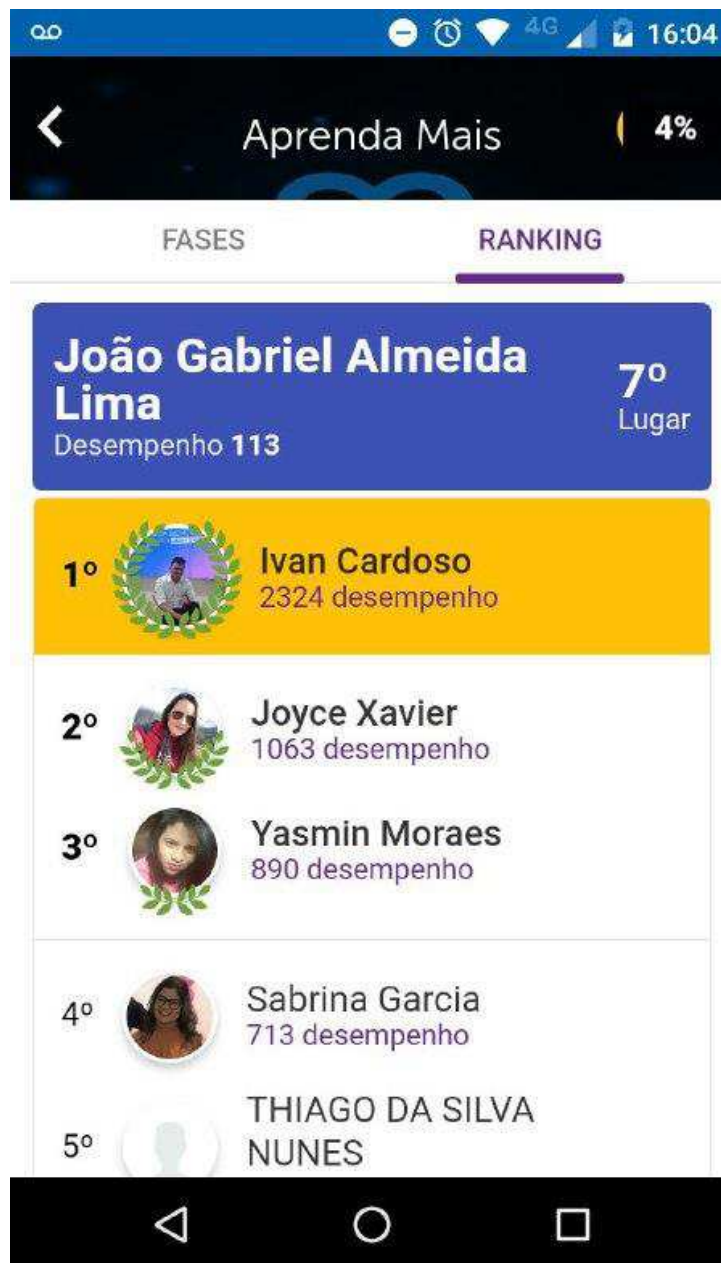 4G 16:04
Aprenda Mais 4%
FASES RANKING
João Gabriel Almeida
Lima
Desempenho 113
7º
Lugar
1º
Ivan Cardoso
2324 desempenho
2º
Joyce Xavier
1063 desempenho
3º
Yasmin Moraes
890 desempenho
4º
Sabrina Garcia
713 desempenho
5º
THIAGO DA SILVA
NUNES